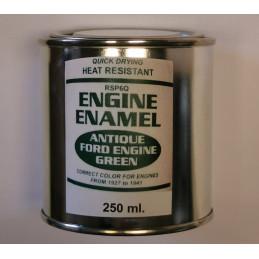 QUICK DRYING
HEAT RESISTANT
RSP6Q
ENGINE
ENAMEL
ANTIQUE
FORD ENGINE
GREEN
CORRECT COLOR FOR ENGINES
FROM 1927 to 1941
250 ml.